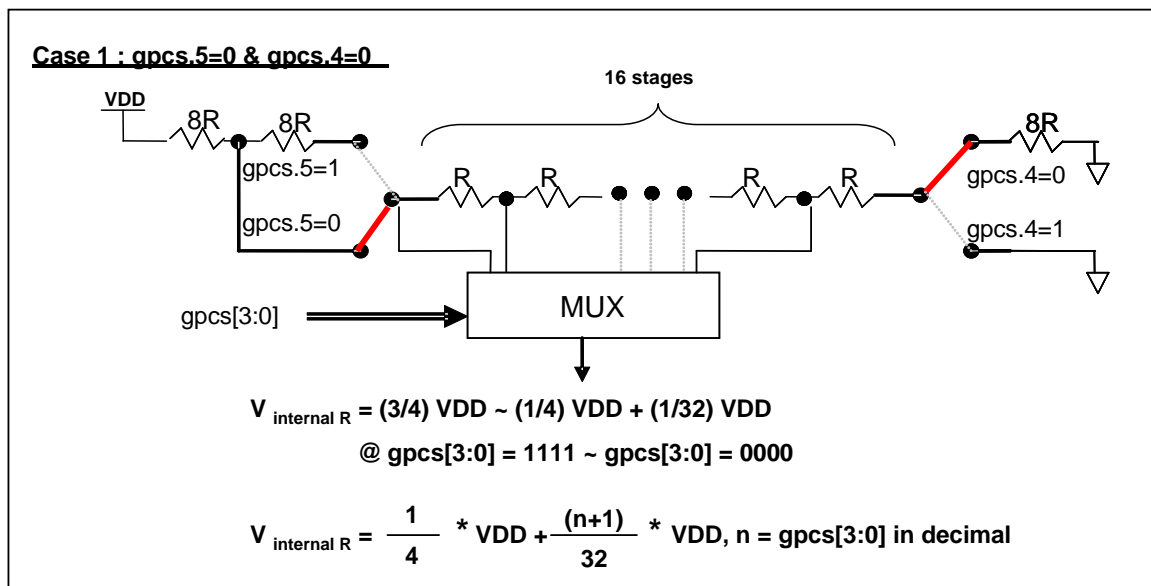 Case 1 : gpcs.5=0 & gpcs.4=0
16 stages
VDD
8R 8R 8R
gpcs.5=1
gpcs.4=0
R R R R
gpcs.5=0
gpcs.4=1
MUX
gpcs[3:0]
V internal R = (3/4) VDD ~ (1/4) VDD + (1/32) VDD
@ gpcs[3:0] = 1111 ~ gpcs[3:0] = 0000
V internal R = 1/4 * VDD + (n+1)/32 * VDD, n = gpcs[3:0] in decimal